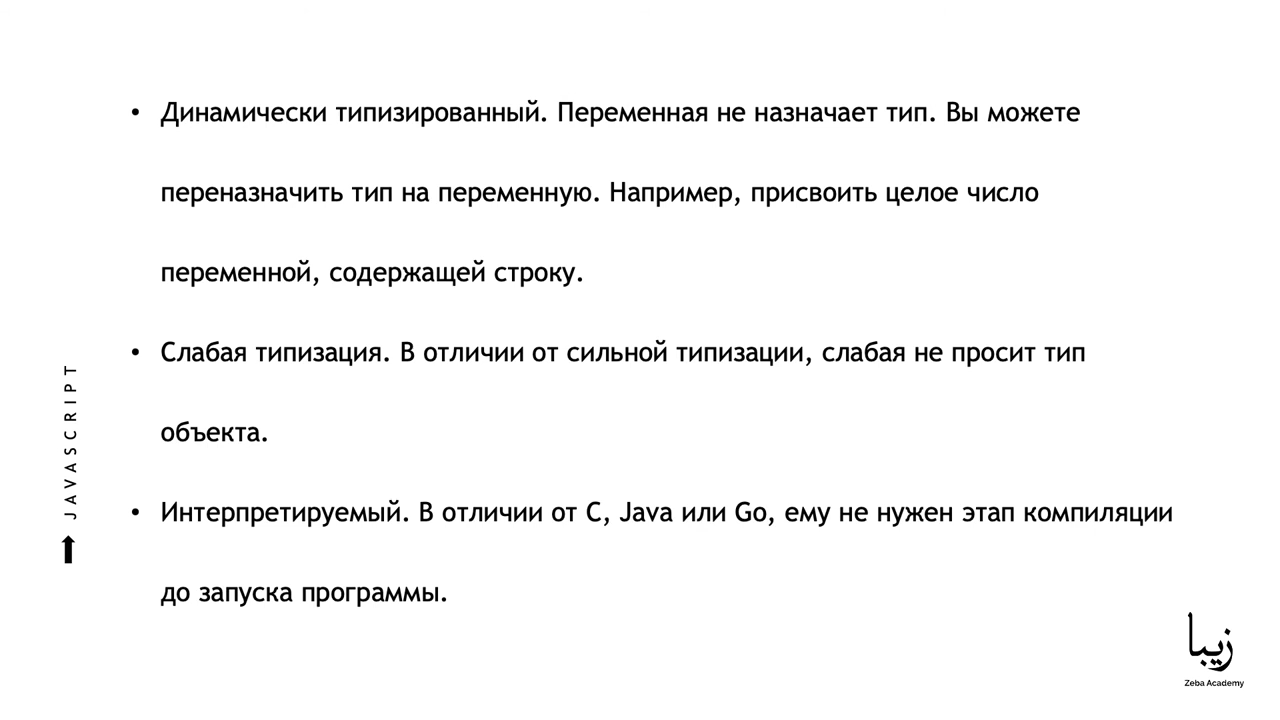 • Динамически типизированный. Переменная не назначает тип. Вы можете
переназначить тип на переменную. Например, присвоить целое число
переменной, содержащей строку.
• Слабая типизация. В отличии от сильной типизации, слабая не просит тип
объекта.
• Интерпретируемый. В отличии от C, Java или Go, ему не нужен этап компиляции
до запуска программы.
JAVASCRIPT
زیبا
Zeba Academy